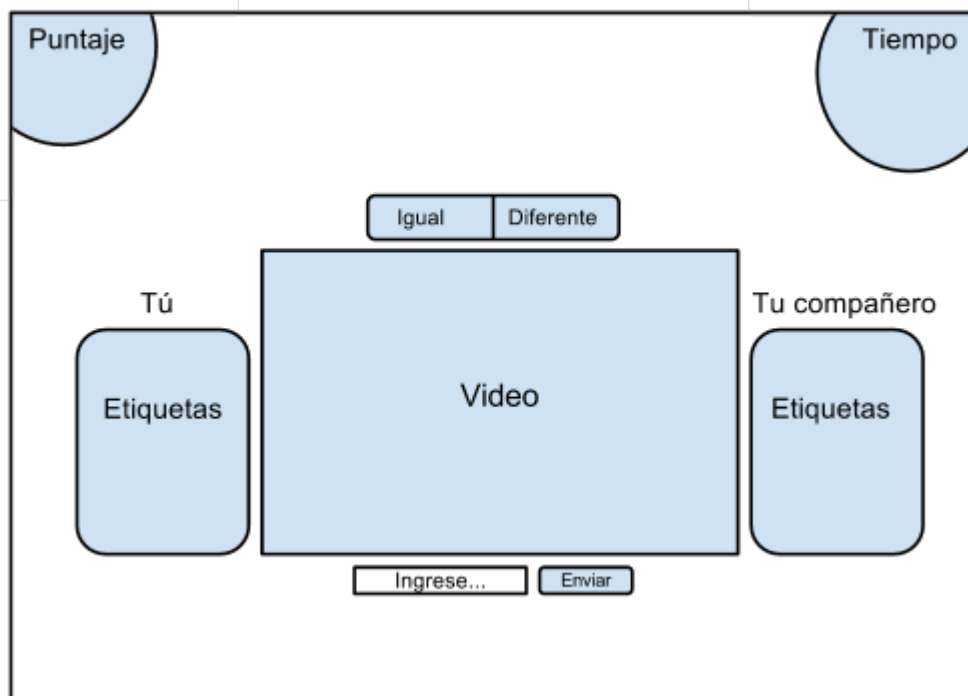 Puntaje
Tiempo
Igual
Diferente
Tú
Tu compañero
Etiquetas
Video
Etiquetas
Ingrese...
Enviar